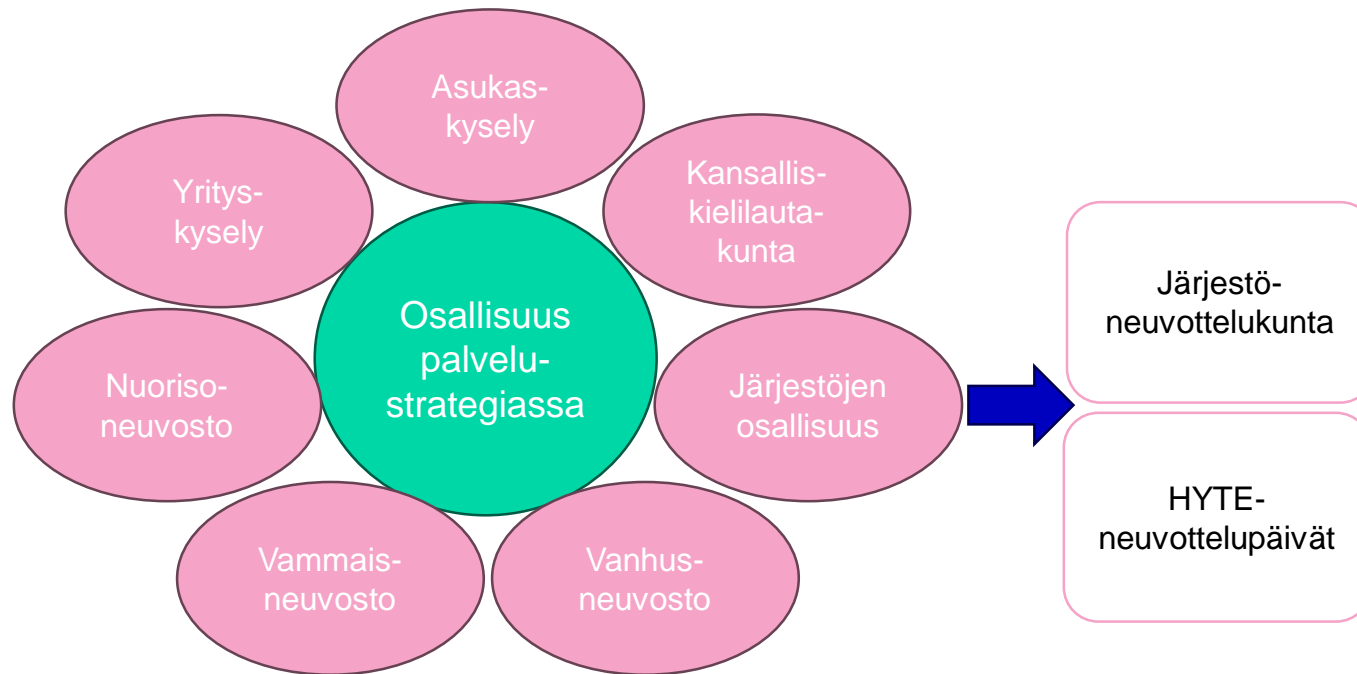 Asukas-
kysely
Yritys-
kysely
Kansallis-
kielilauta-
kunta
Osallisuus
palvelu-
strategiassa
Nuoriso-
neuvosto
Järjestöjen
osallisuus
Vammais-
neuvosto
Vanhus-
neuvosto
Järjestö-
neuvottelukunta
HYTE-
neuvottelupäivät